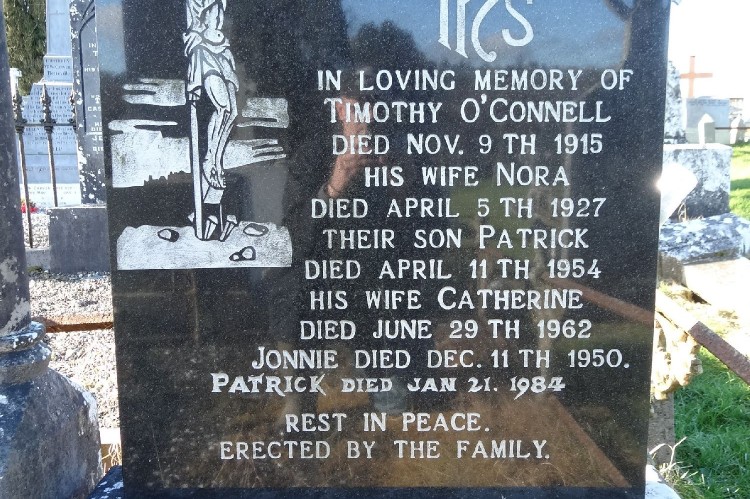 IHS
IN LOVING MEMORY OF
TIMOTHY O'CONNELL
DIED NOV. 9 TH 1915
HIS WIFE NORA
DIED APRIL 5 TH 1927
THEIR SON PATRICK
DIED APRIL 11 TH 1954
HIS WIFE CATHERINE
DIED JUNE 29 TH 1962
JONNIE DIED DEC. 11 TH 1950.
PATRICK DIED JAN 21. 1984
REST IN PEACE.
ERECTED BY THE FAMILY.